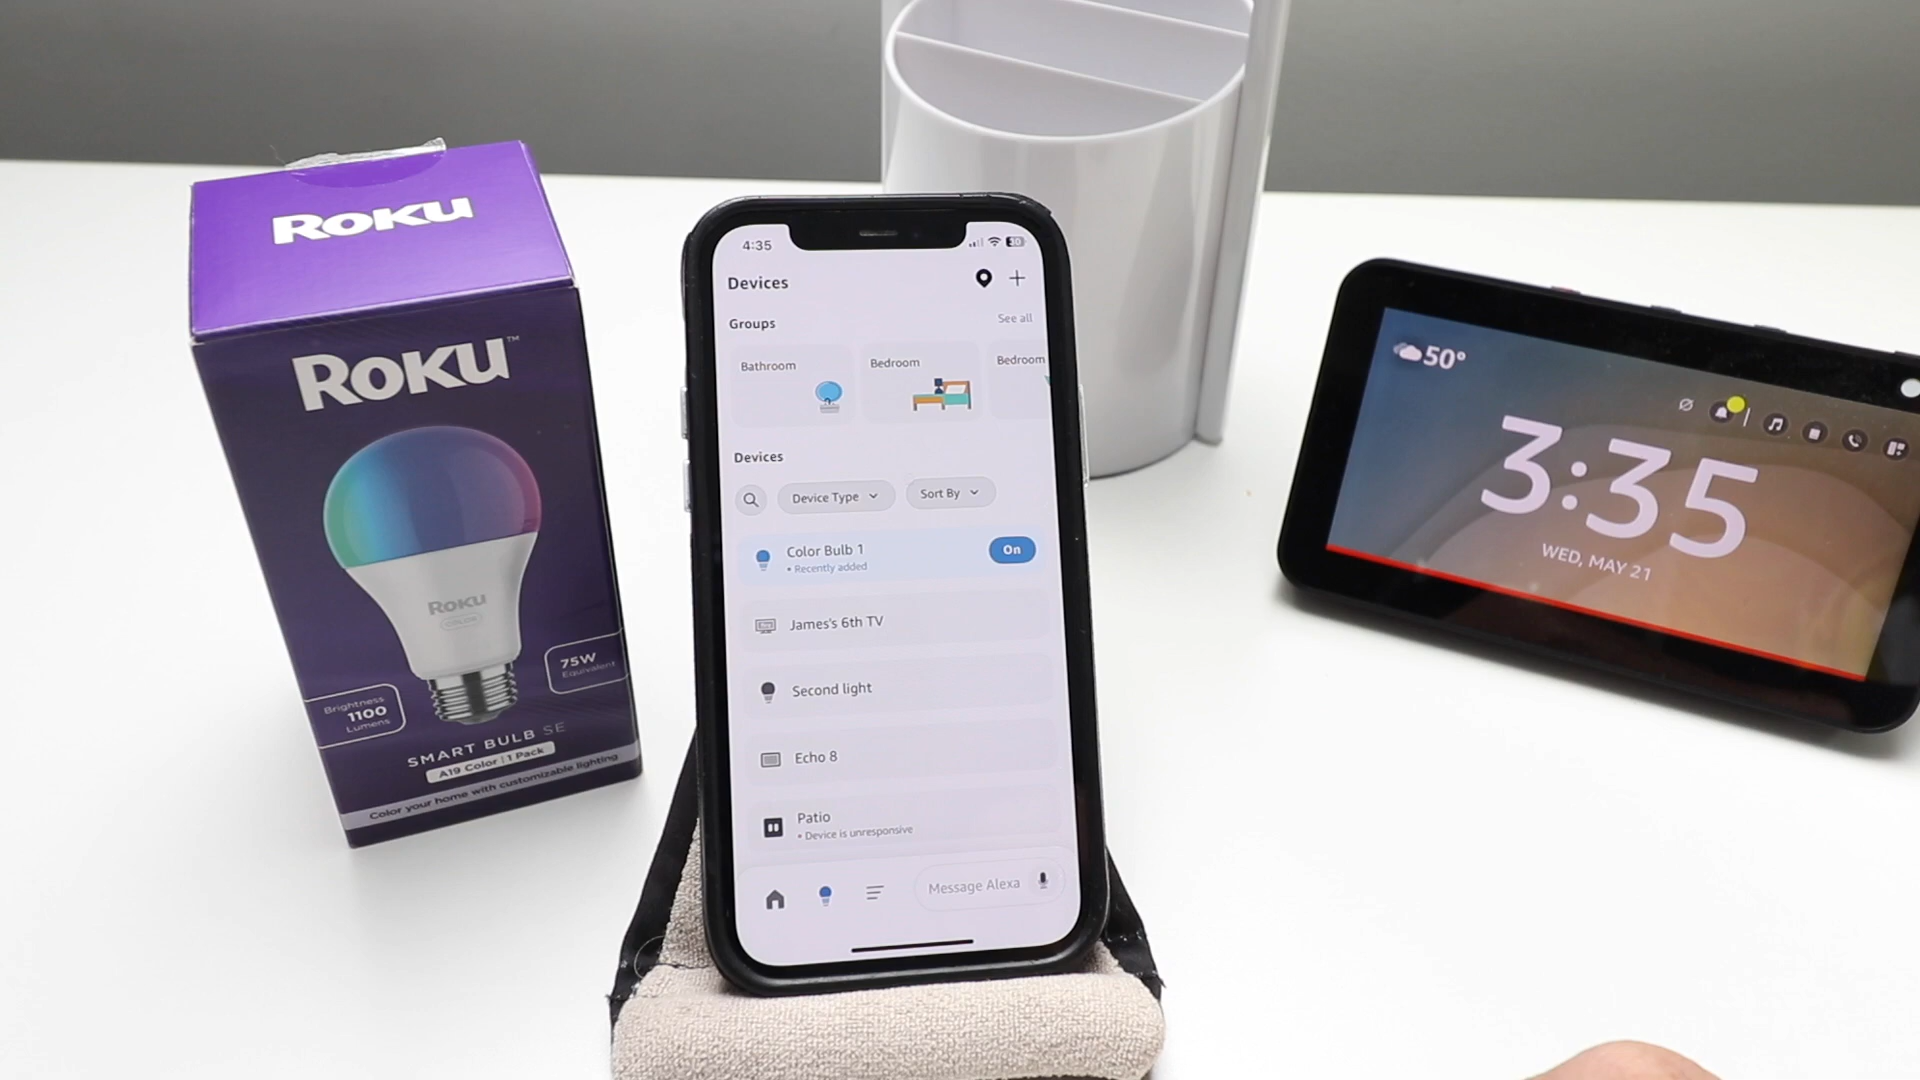 ROKU
ROKU™
ROKU
COLOR
75W
Equivalent
Brightness
1100
Lumens
SMART BULB SE
A19 Color | 1 Pack
Color your home with customizable lighting
4:35
30
Devices
Groups
See all
Bathroom
Bedroom
Bedroom
Devices
Device Type
Sort By
Color Bulb 1
• Recently added
On
James's 6th TV
Second light
Echo 8
Patio
• Device is unresponsive
Message Alexa
50°
3:35
WED, MAY 21